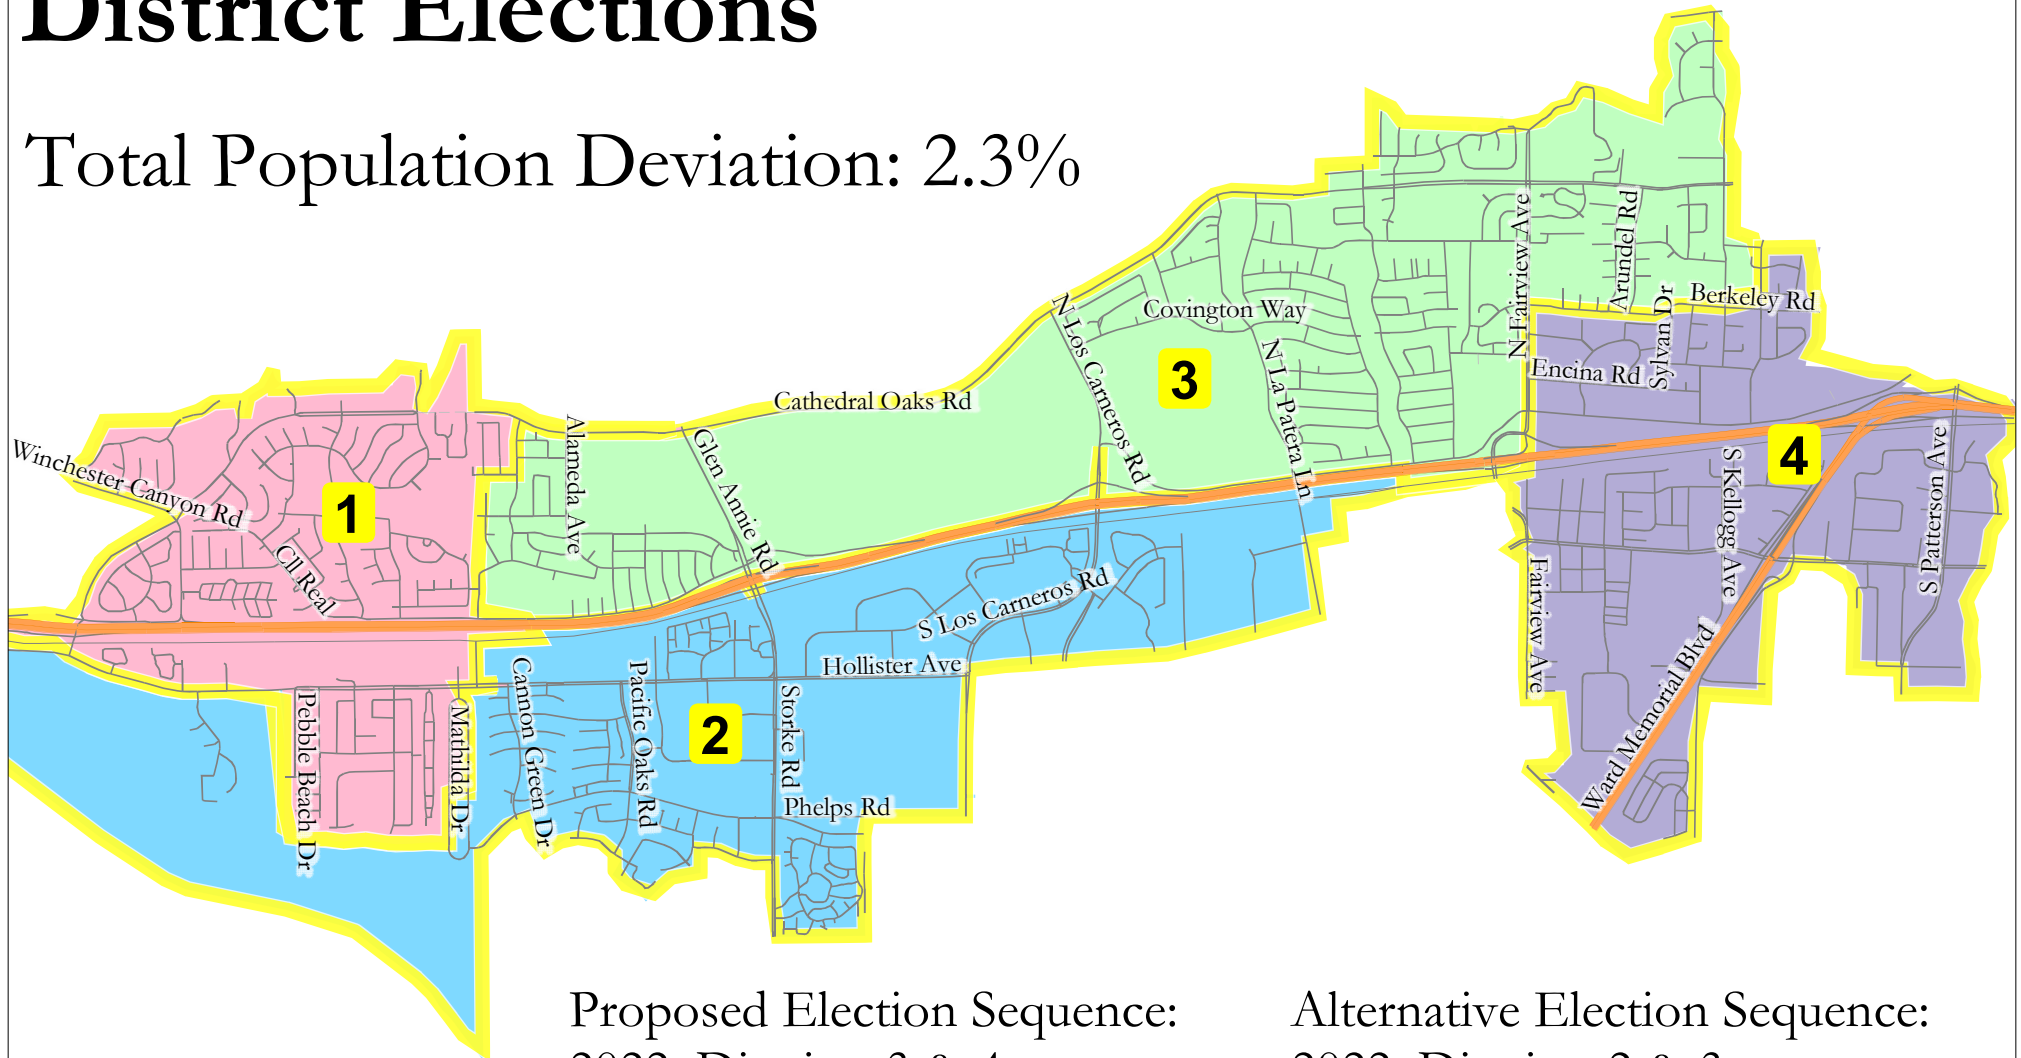 District Elections
Total Population Deviation: 2.3%
N Fairview Ave
Arundel Rd
Sylvan Dr
Berkeley Rd
N Los Carneros Rd
Covington Way
N La Patera Ln
Encina Rd
3
Cathedral Oaks Rd
Alameda Ave
Glen Annie Rd
Winchester Canyon Rd
1
Cll Real
4
S Kellogg Ave
S Patterson Ave
Fairview Ave
Ward Memorial Blvd
S Los Carneros Rd
Hollister Ave
Pebble Beach Dr
Mathilda Dr
Cannon Green Dr
Pacific Oaks Rd
2
Storke Rd
Phelps Rd
Proposed Election Sequence:
Alternative Election Sequence: